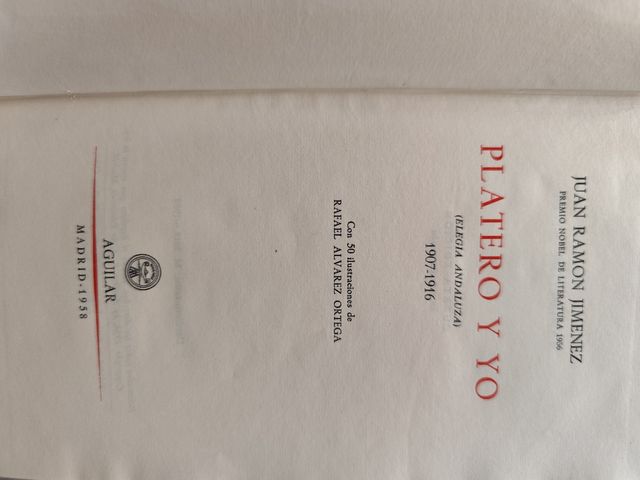 JUAN RAMON JIMENEZ
PREMIO NOBEL DE LITERATURA 1956
PLATERO Y YO
(ELEGIA ANDALUZA)
1907-1916
Con 50 ilustraciones de
RAFAEL ALVAREZ ORTEGA
AGUILAR
MADRID-1958